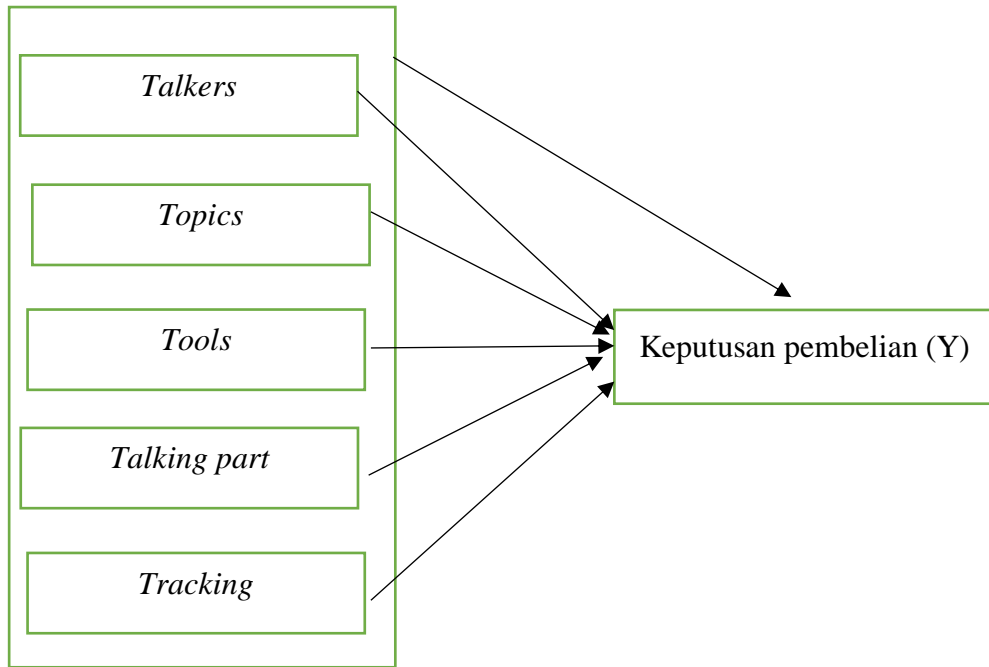 Talkers
Topics
Tools
Keputusan pembelian (Y)
Talking part
Tracking